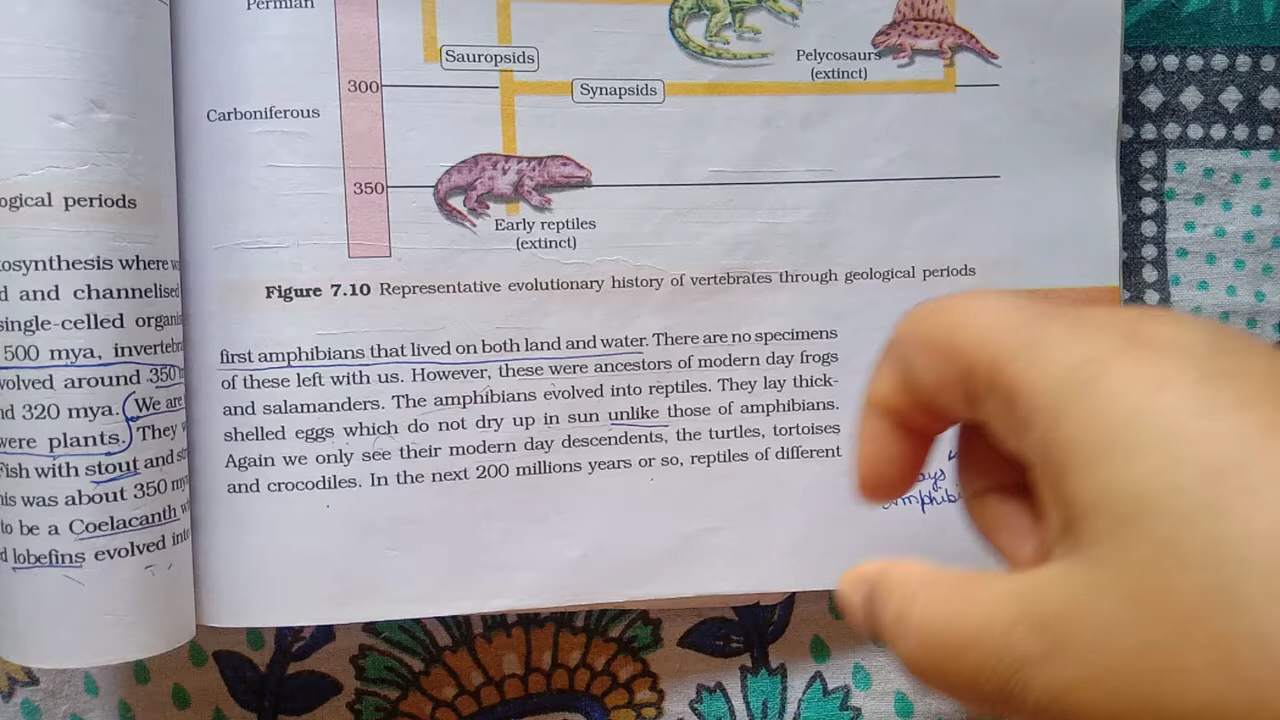 ogical periods
osynthesis where
d and channelised
single-celled
500 mya,
volved around 350
nd 320 mya. We are
were plants. They
Fish with stout and
his was about 350
to be a Coelacanth
d lobefins evolved into
Permian
300
Carboniferous
350
Sauropsids
Pelycosaurs
(extinct)
Synapsids
Early reptiles
(extinct)
Figure 7.10 Representative evolutionary history of vertebrates through geological periods
first amphibians that lived on both land and water. There are no specimens
of these left with us. However, these were ancestors of modern day frogs
and salamanders. The amphibians evolved into reptiles. They lay thick-
shelled eggs which do not dry up in sun unlike those of amphibians.
Again we only see their modern day descendents, the turtles, tortoises
and crocodiles. In the next 200 millions years or so, reptiles of different